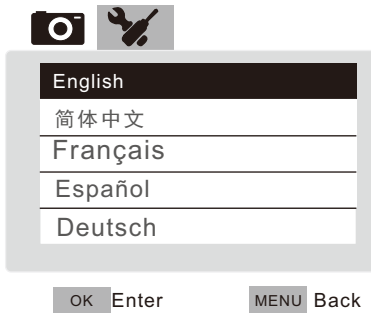 English
简体中文
Français
Español
Deutsch
OK Enter MENU Back